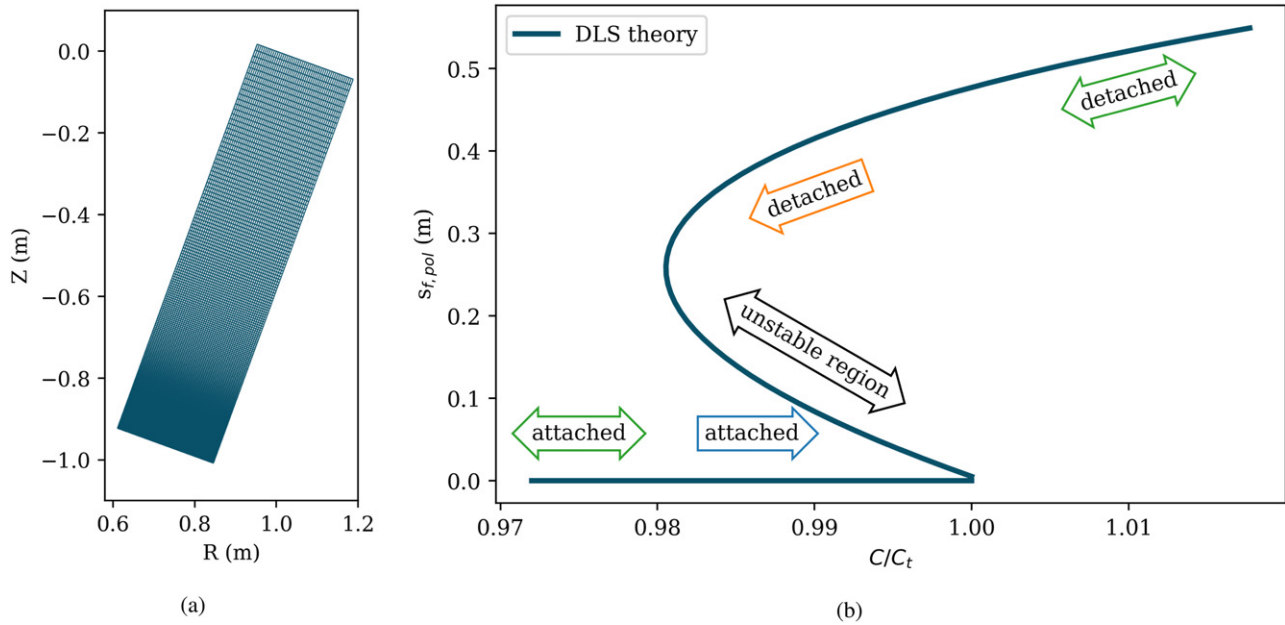 0.0
−0.2
−0.4
−0.6
−0.8
−1.0
Z (m)
0.6
0.8
1.0
1.2
R (m)
(a)
DLS theory
detached
detached
unstable region
attached
attached
0.5
0.4
0.3
0.2
0.1
0.0
s_{f,pol} (m)
0.97
0.98
0.99
1.00
1.01
C/C_t
(b)